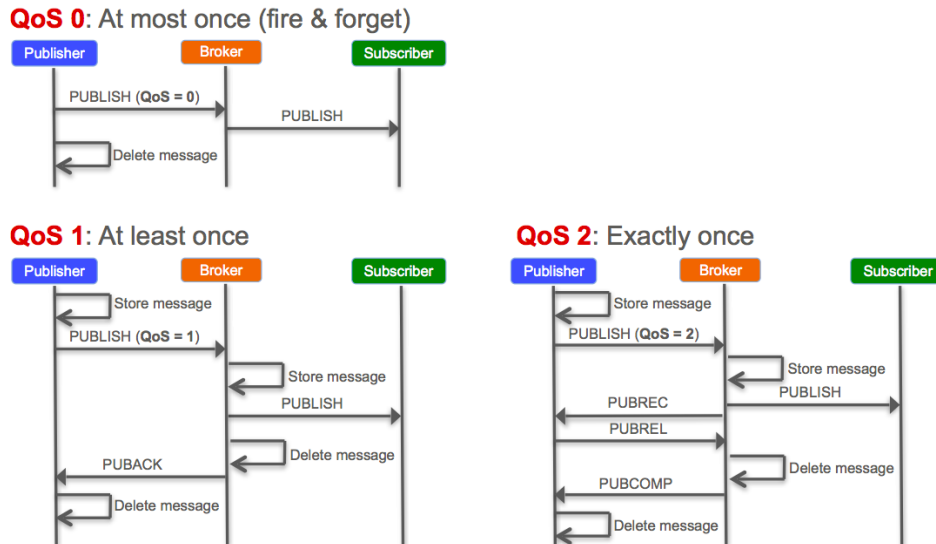 QoS 0: At most once (fire & forget)
Publisher
Broker
Subscriber
PUBLISH (QoS = 0)
PUBLISH
Delete message
QoS 1: At least once
Publisher
Broker
Subscriber
Store message
PUBLISH (QoS = 1)
Store message
PUBLISH
Delete message
PUBACK
Delete message
QoS 2: Exactly once
Publisher
Broker
Subscriber
Store message
PUBLISH (QoS = 2)
Store message
PUBLISH
PUBREC
PUBREL
Delete message
PUBCOMP
Delete message